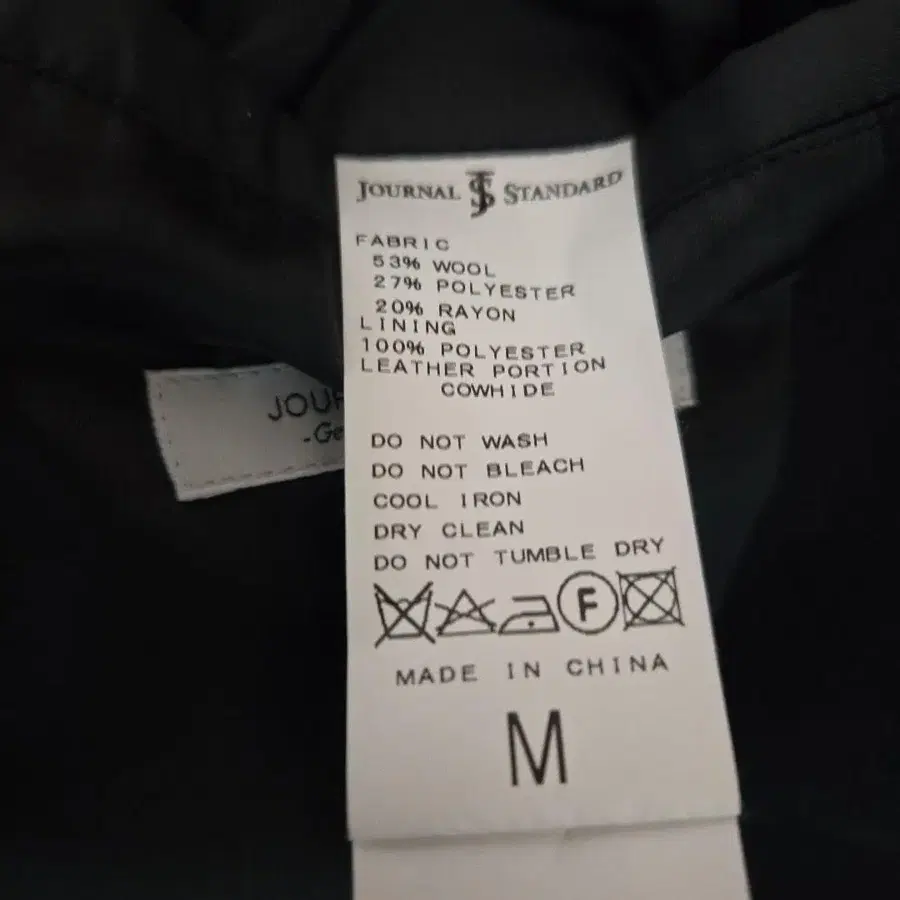 JOURNAL JS STANDARD
FABRIC
53% WOOL
27% POLYESTER
20% RAYON
LINING
100% POLYESTER
LEATHER PORTION
COWHIDE
DO NOT WASH
DO NOT BLEACH
COOL IRON
DRY CLEAN
DO NOT TUMBLE DRY
F
MADE IN CHINA
M